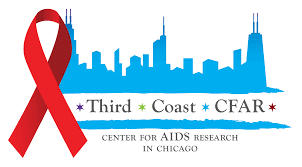 Third Coast CFAR
CENTER FOR AIDS RESEARCH
IN CHICAGO